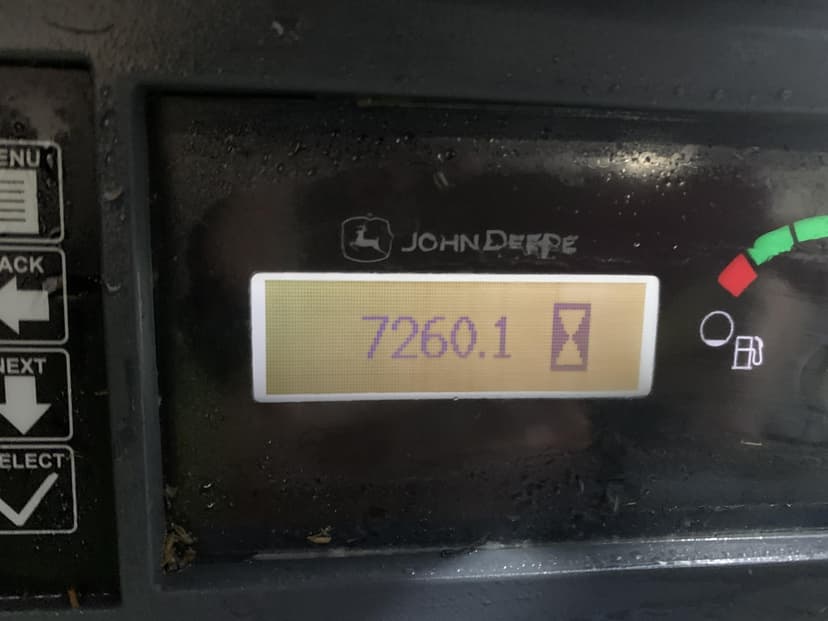 ENU
ACK
NEXT
ELECT
JOHN DEERE
7260.1